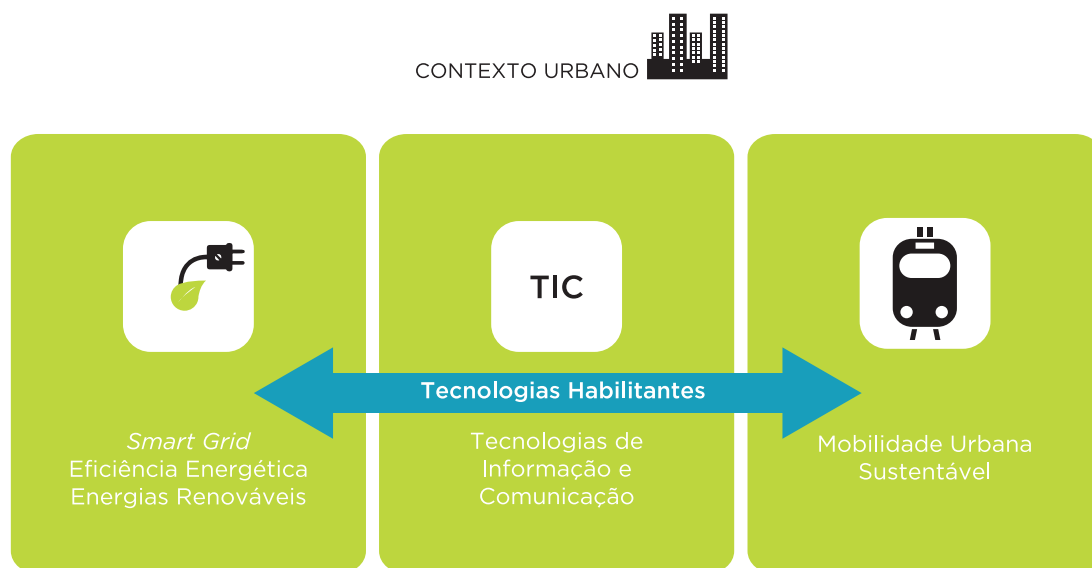 CONTEXTO URBANO
TIC
Tecnologias Habilitantes
Smart Grid
Eficiência Energética
Energias Renováveis
Tecnologias de
Informação e
Comunicação
Mobilidade Urbana
Sustentável